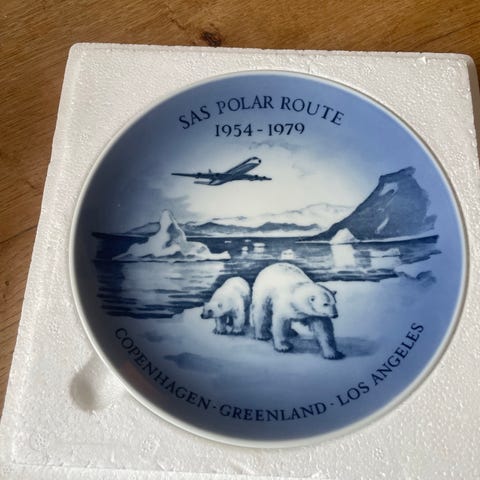 SAS POLAR ROUTE
1954-1979
COPENHAGEN-GREENLAND-LOS ANGELES